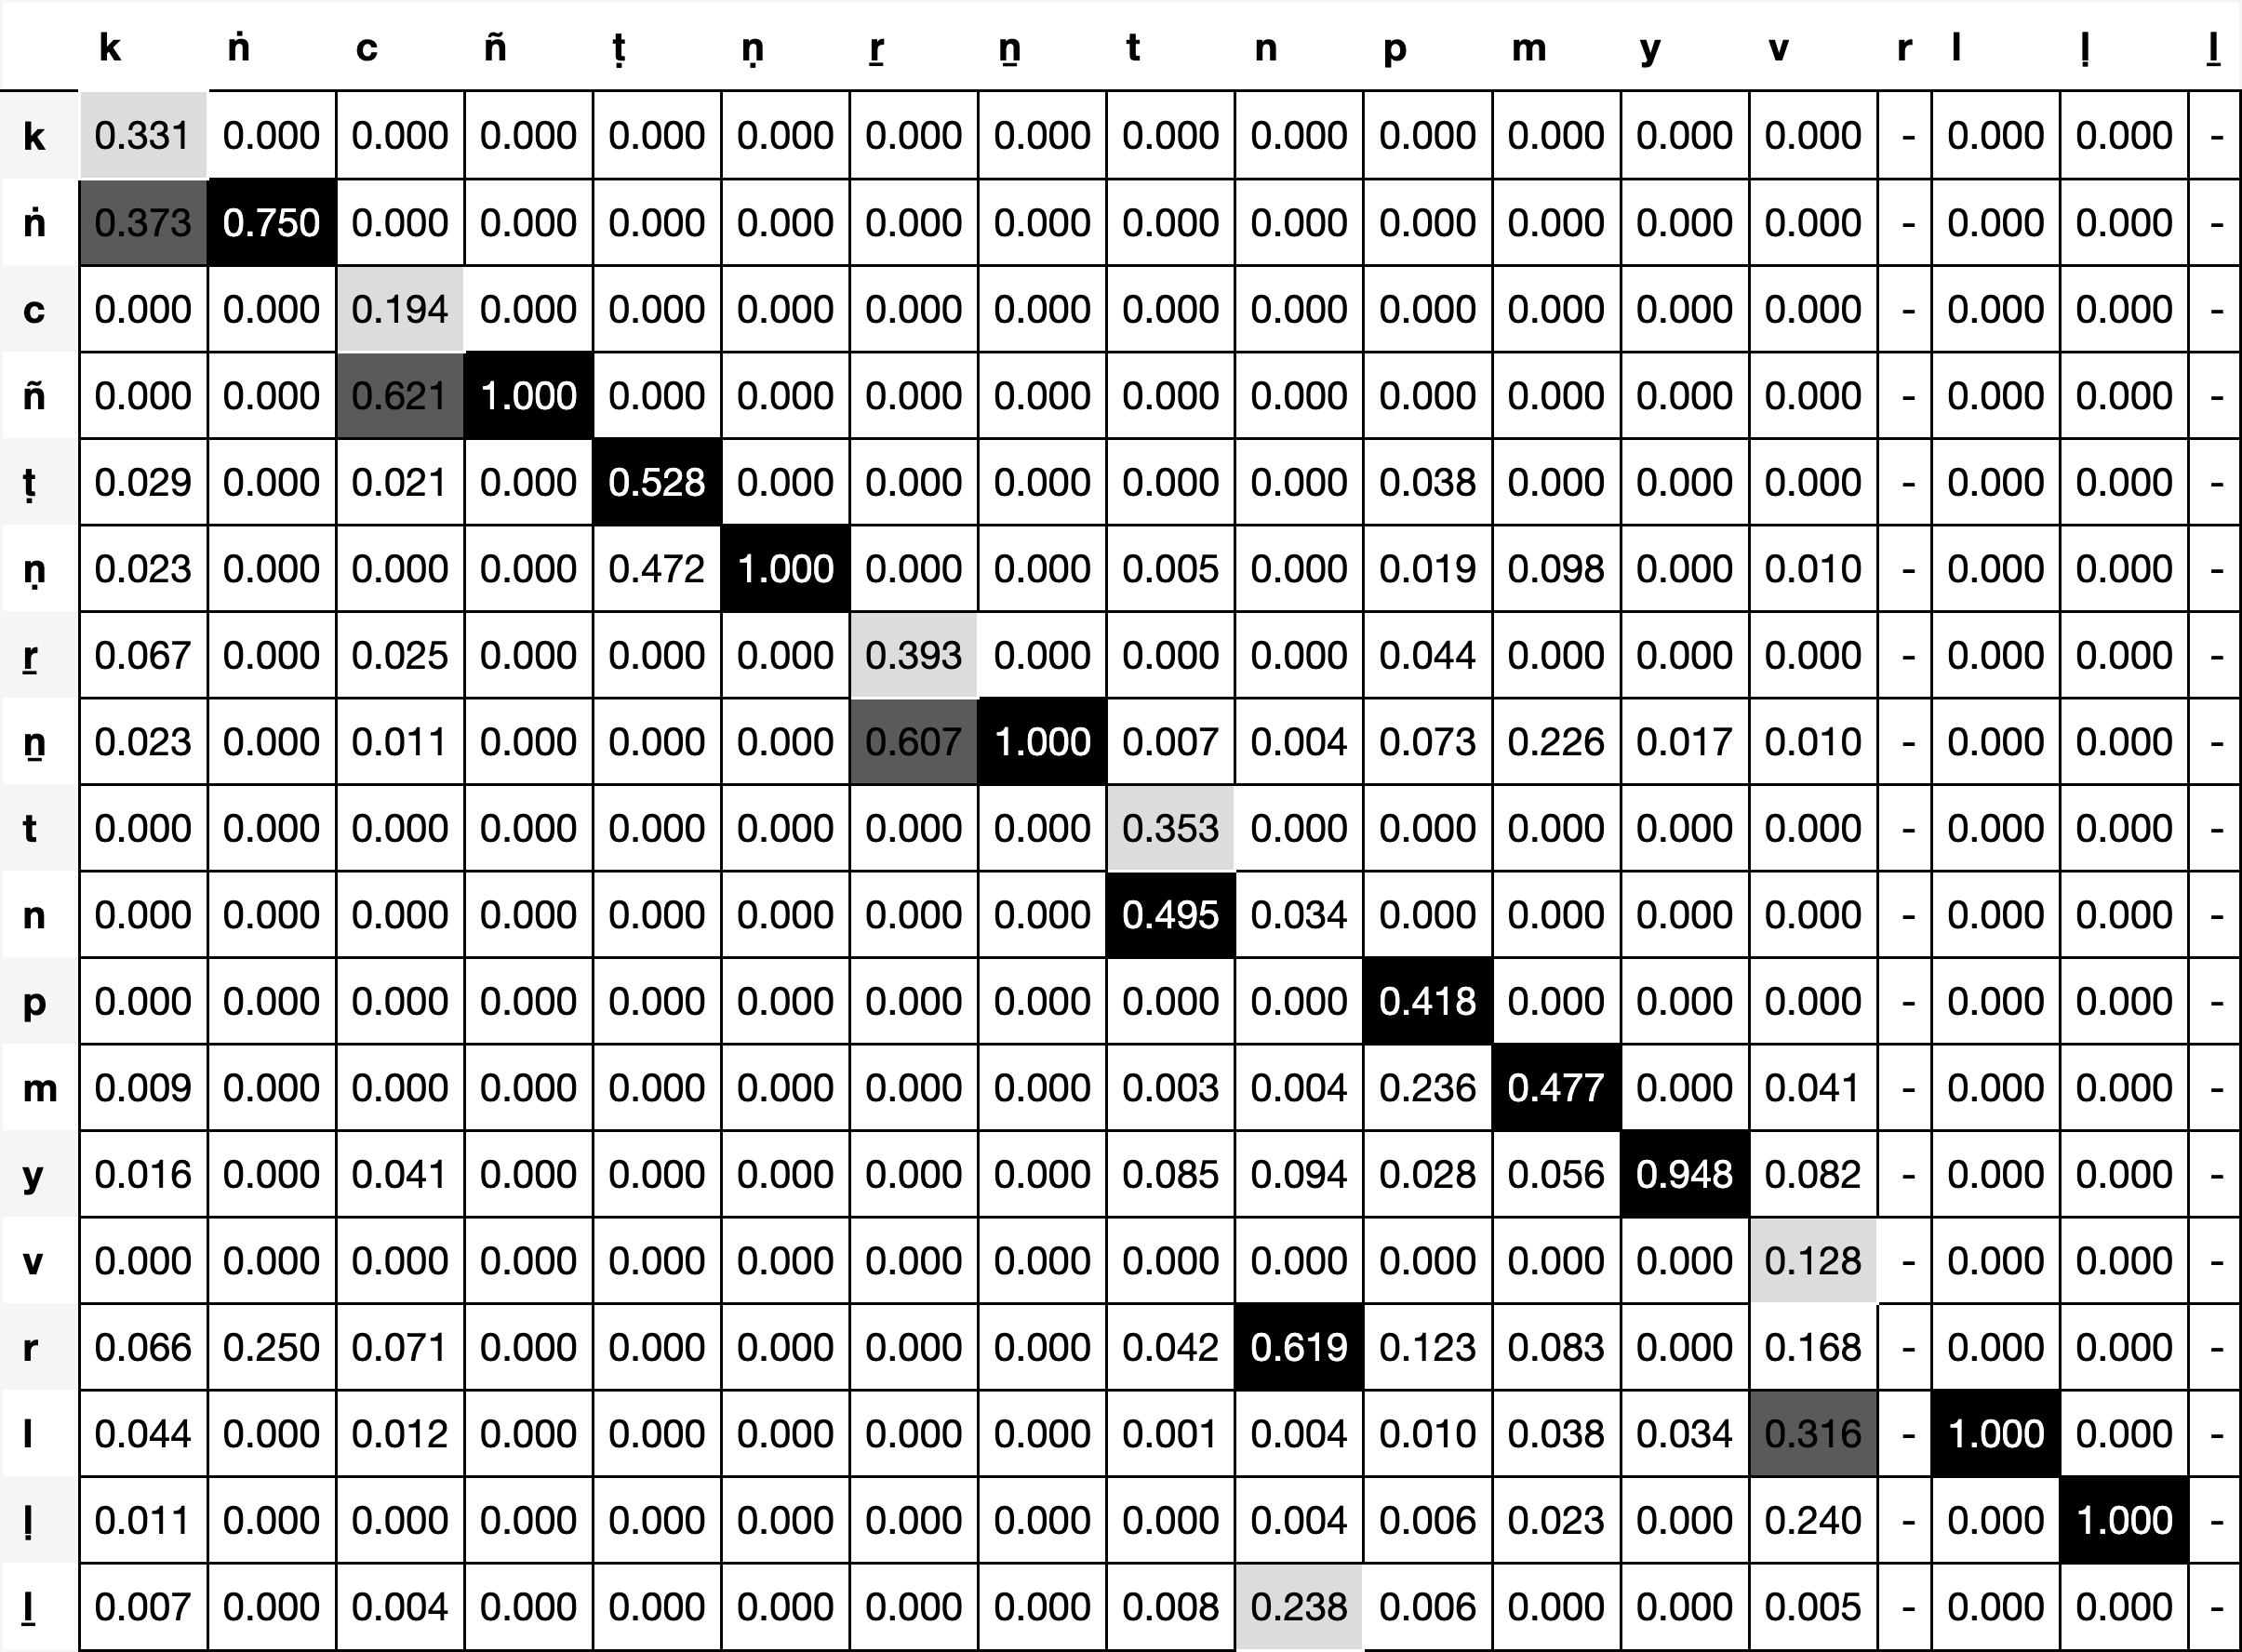 k ṅ c ñ ṭ ṇ ṟ ṉ t n p m y v r l ḷ ḻ
k 0.331 0.000 0.000 0.000 0.000 0.000 0.000 0.000 0.000 0.000 0.000 0.000 0.000 0.000 - 0.000 0.000 -
ṅ 0.373 0.750 0.000 0.000 0.000 0.000 0.000 0.000 0.000 0.000 0.000 0.000 0.000 0.000 - 0.000 0.000 -
c 0.000 0.000 0.194 0.000 0.000 0.000 0.000 0.000 0.000 0.000 0.000 0.000 0.000 0.000 - 0.000 0.000 -
ñ 0.000 0.000 0.621 1.000 0.000 0.000 0.000 0.000 0.000 0.000 0.000 0.000 0.000 0.000 - 0.000 0.000 -
ṭ 0.029 0.000 0.021 0.000 0.528 0.000 0.000 0.000 0.000 0.000 0.038 0.000 0.000 0.000 - 0.000 0.000 -
ṇ 0.023 0.000 0.000 0.000 0.472 1.000 0.000 0.000 0.005 0.000 0.019 0.098 0.000 0.010 - 0.000 0.000 -
ṟ 0.067 0.000 0.025 0.000 0.000 0.000 0.393 0.000 0.000 0.000 0.044 0.000 0.000 0.000 - 0.000 0.000 -
ṉ 0.023 0.000 0.011 0.000 0.000 0.000 0.607 1.000 0.007 0.004 0.073 0.226 0.017 0.010 - 0.000 0.000 -
t 0.000 0.000 0.000 0.000 0.000 0.000 0.000 0.000 0.353 0.000 0.000 0.000 0.000 0.000 - 0.000 0.000 -
n 0.000 0.000 0.000 0.000 0.000 0.000 0.000 0.000 0.495 0.034 0.000 0.000 0.000 0.000 - 0.000 0.000 -
p 0.000 0.000 0.000 0.000 0.000 0.000 0.000 0.000 0.000 0.000 0.418 0.000 0.000 0.000 - 0.000 0.000 -
m 0.009 0.000 0.000 0.000 0.000 0.000 0.000 0.000 0.003 0.004 0.236 0.477 0.000 0.041 - 0.000 0.000 -
y 0.016 0.000 0.041 0.000 0.000 0.000 0.000 0.000 0.085 0.094 0.028 0.056 0.948 0.082 - 0.000 0.000 -
v 0.000 0.000 0.000 0.000 0.000 0.000 0.000 0.000 0.000 0.000 0.000 0.000 0.000 0.128 - 0.000 0.000 -
r 0.066 0.250 0.071 0.000 0.000 0.000 0.000 0.000 0.042 0.619 0.123 0.083 0.000 0.168 - 0.000 0.000 -
l 0.044 0.000 0.012 0.000 0.000 0.000 0.000 0.000 0.001 0.004 0.010 0.038 0.034 0.316 - 1.000 0.000 -
ḷ 0.011 0.000 0.000 0.000 0.000 0.000 0.000 0.000 0.000 0.004 0.006 0.023 0.000 0.240 - 0.000 1.000 -
ḻ 0.007 0.000 0.004 0.000 0.000 0.000 0.000 0.000 0.008 0.238 0.006 0.000 0.000 0.005 - 0.000 0.000 -